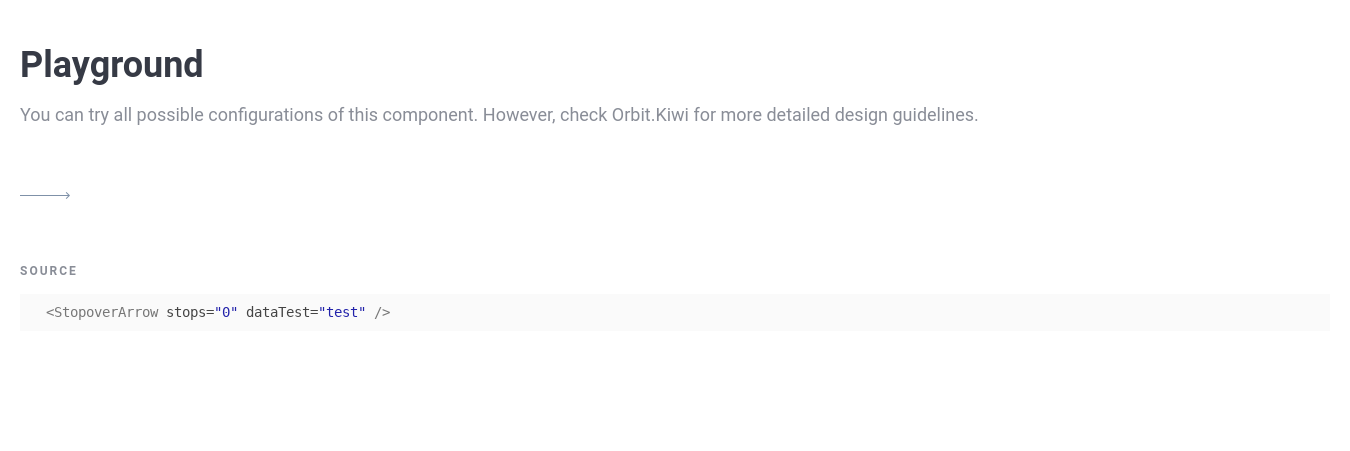 Playground
You can try all possible configurations of this component. However, check Orbit.Kiwi for more detailed design guidelines.
SOURCE
<StopoverArrow stops="0" dataTest="test" />